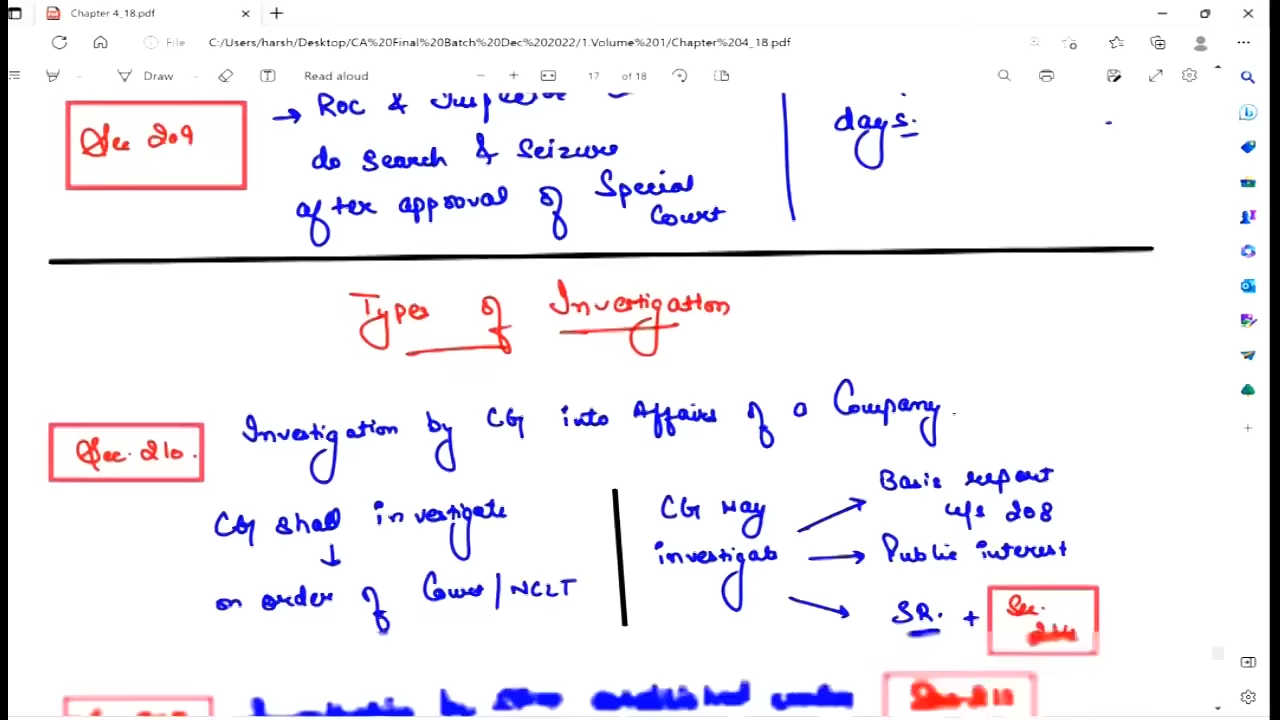 Chapter 4_18.pdf
File C:/Users/harsh/Desktop/CA%20Final%20Batch%20Dec%202022/1.Volume%201/Chapter%204_18.pdf
Draw Read aloud 17 of 18
Sec 209
→ ROC &
do Search & Seizure
after approval of Special Court
days.
Types of Investigation
Sec. 210.
Investigation by CG into Affairs of a Company.
CG shall investigate
↓
on order of Court/NCLT
CG May
investigate
Basis report
u/s 208
Public interest
SR. + Sec. 214